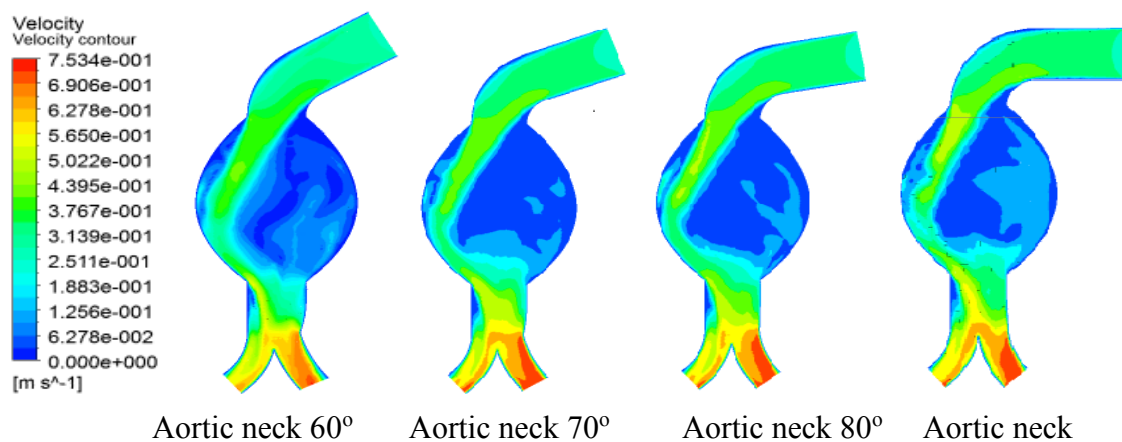 Velocity
Velocity contour
7.534e-001
6.906e-001
6.278e-001
5.650e-001
5.022e-001
4.395e-001
3.767e-001
3.139e-001
2.511e-001
1.883e-001
1.256e-001
6.278e-002
0.000e+000
[m s^-1]
Aortic neck 60º Aortic neck 70º Aortic neck 80º Aortic neck